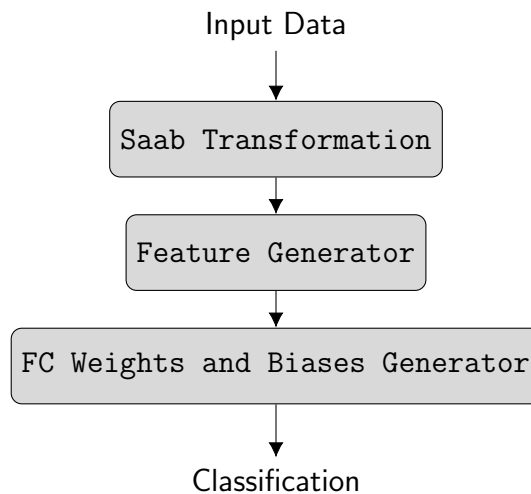 Input Data
Saab Transformation
Feature Generator
FC Weights and Biases Generator
Classification